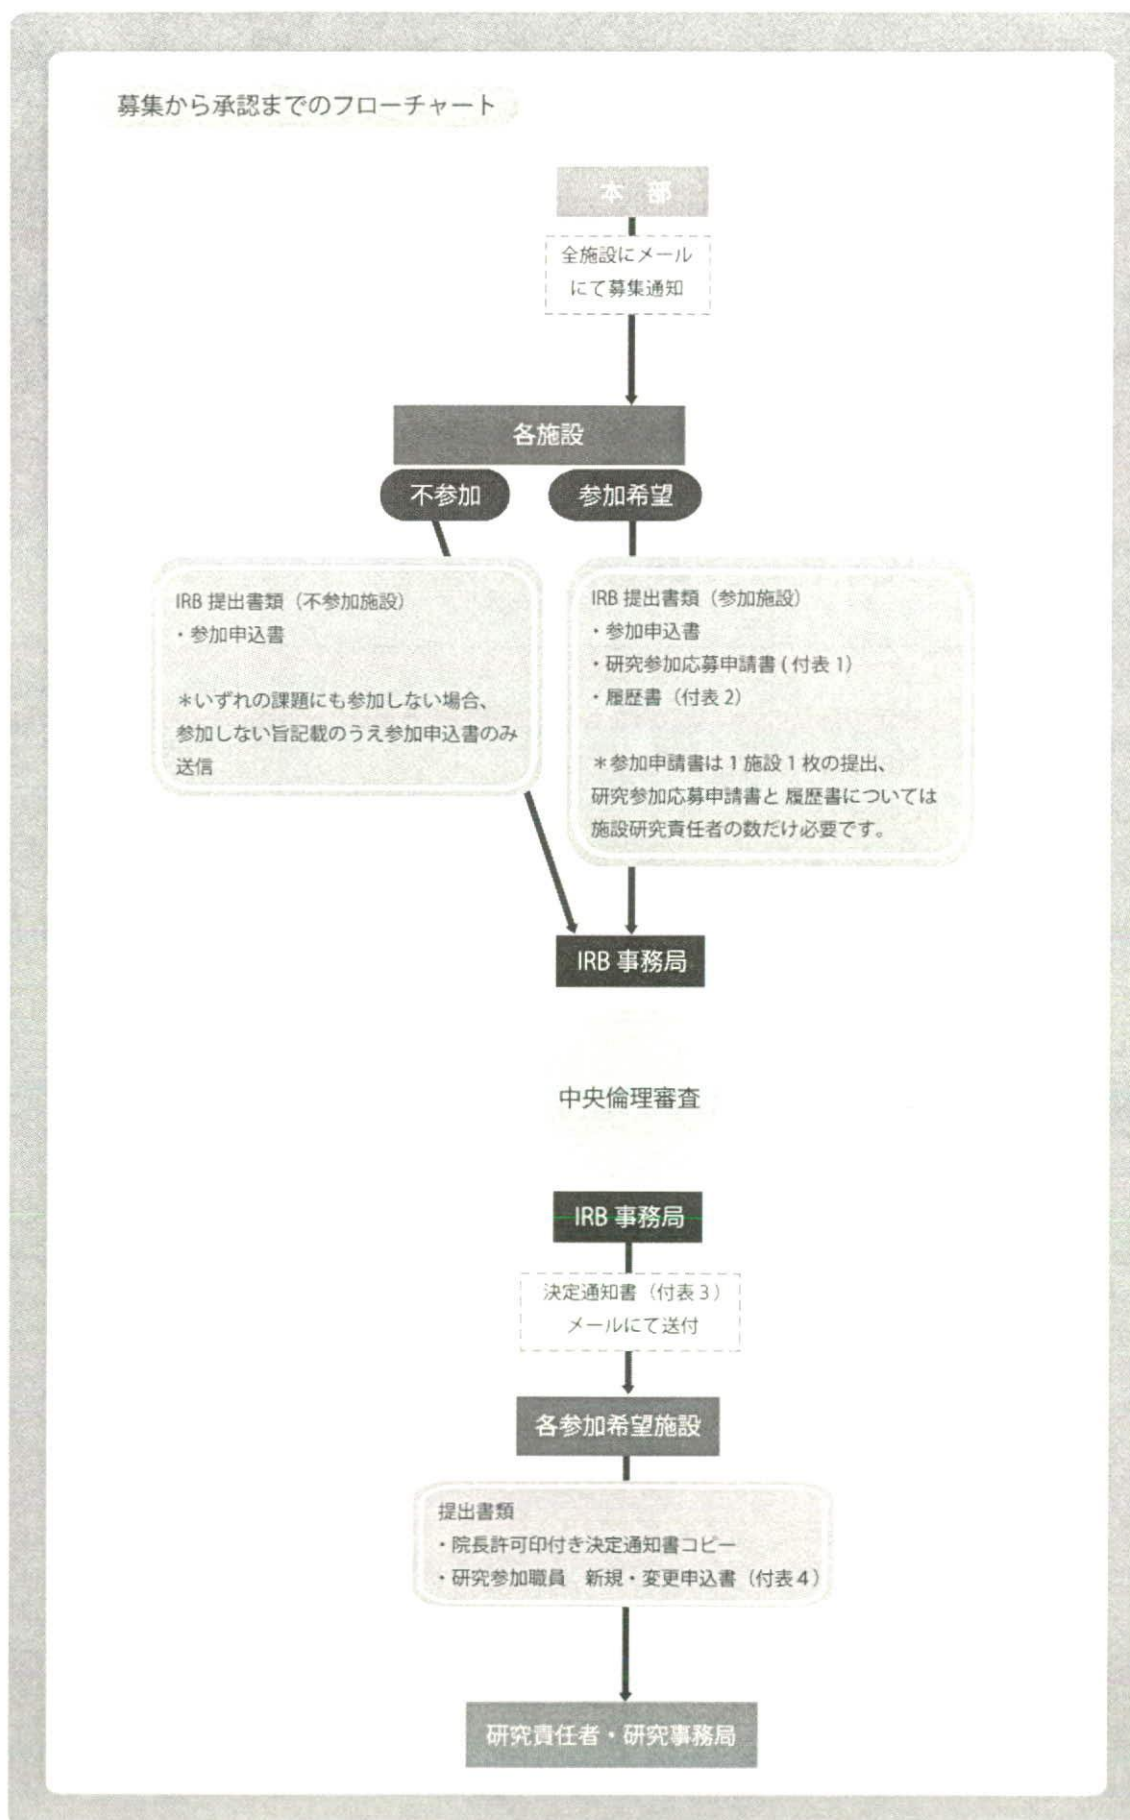 募集から承認までのフローチャート
本　部
全施設にメール
にて募集通知
各施設
不参加
参加希望
IRB 提出書類（不参加施設）
・参加申込書
＊いずれの課題にも参加しない場合、
参加しない旨記載のうえ参加申込書のみ
送信
IRB 提出書類（参加施設）
・参加申込書
・研究参加応募申請書 ( 付表 1）
・履歴書（付表 2）
＊参加申請書は 1 施設 1 枚の提出、
研究参加応募申請書と 履歴書については
施設研究責任者の数だけ必要です。
IRB 事務局
中央倫理審査
IRB 事務局
決定通知書（付表 3）
メールにて送付
各参加希望施設
提出書類
・院長許可印付き決定通知書コピー
・研究参加職員　新規・変更申込書（付表 4）
研究責任者・研究事務局